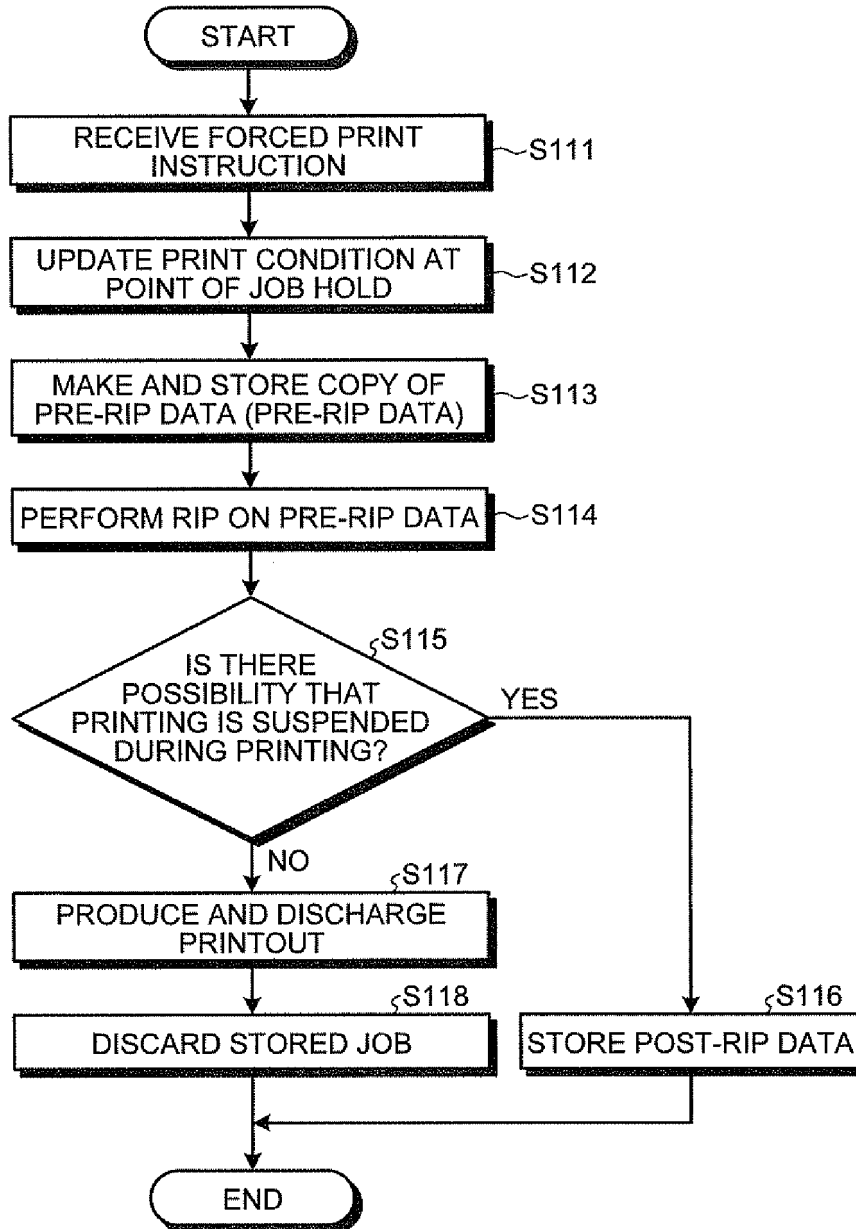 START
RECEIVE FORCED PRINT
INSTRUCTION
S111
UPDATE PRINT CONDITION AT
POINT OF JOB HOLD
S112
MAKE AND STORE COPY OF
PRE-RIP DATA (PRE-RIP DATA)
S113
PERFORM RIP ON PRE-RIP DATA
S114
S115
IS THERE
POSSIBILITY THAT
PRINTING IS SUSPENDED
DURING PRINTING?
YES
NO
S117
PRODUCE AND DISCHARGE
PRINTOUT
S118
DISCARD STORED JOB
S116
STORE POST-RIP DATA
END